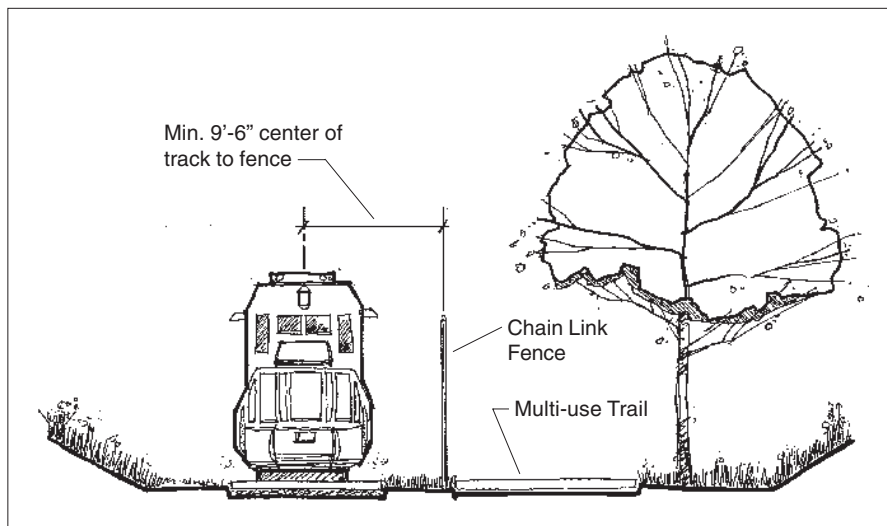 Min. 9’-6” center of
track to fence
Chain Link
Fence
Multi-use Trail